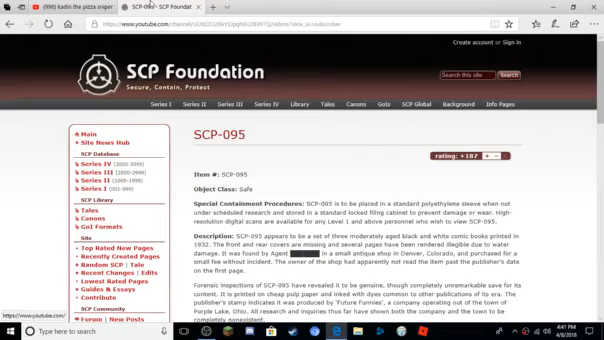 (996) kadin the pizza sniper
SCP-095 - SCP Foundat
Create account or Sign in
SCP Foundation
Secure, Contain, Protect
Search this site
Search
Series I Series II Series III Series IV Library Tales Canons GoIs SCP Global Background Info Pages
Main
Site News Hub
SCP Database
Series IV (3000-3999)
Series III (2000-2999)
Series II (1000-1999)
Series I (001-999)
SCP Library
Tales
Canons
GoI Formats
Site
Top Rated New Pages
Recently Created Pages
Random SCP | Tale
Recent Changes | Edits
Lowest Rated Pages
Guides & Essays
Contribute
SCP Community
Forum | New Posts
SCP-095
rating: +187 + – x
Item #: SCP-095
Object Class: Safe
Special Containment Procedures: SCP-095 is to be placed in a standard polyethylene sleeve when not
under scheduled research and stored in a standard locked filing cabinet to prevent damage or wear. High-
resolution digital scans are available for any Level 1 and above personnel who wish to view SCP-095.
Description: SCP-095 appears to be a set of three moderately aged black and white comic books printed in
1932. The front and rear covers are missing and several pages have been rendered illegible due to water
damage. It was found by Agent in a small antique shop in Denver, Colorado, and purchased for a
small fee without incident. The owner of the shop had apparently not read the item past the publisher's date
on the first page.
Forensic inspections of SCP-095 have revealed it to be genuine, though completely unremarkable save for its
content. It is printed on cheap pulp paper and inked with dyes common to other publications of its era. The
publisher's stamp indicates it was produced by 'Future Funnies', a company operating out of the town of
Purple Lake, Ohio. All research and inquiries thus far have shown both the company and the town to be
completely nonexistent.
https://www.youtube.com/
Type here to search
4:41 PM
4/8/2018